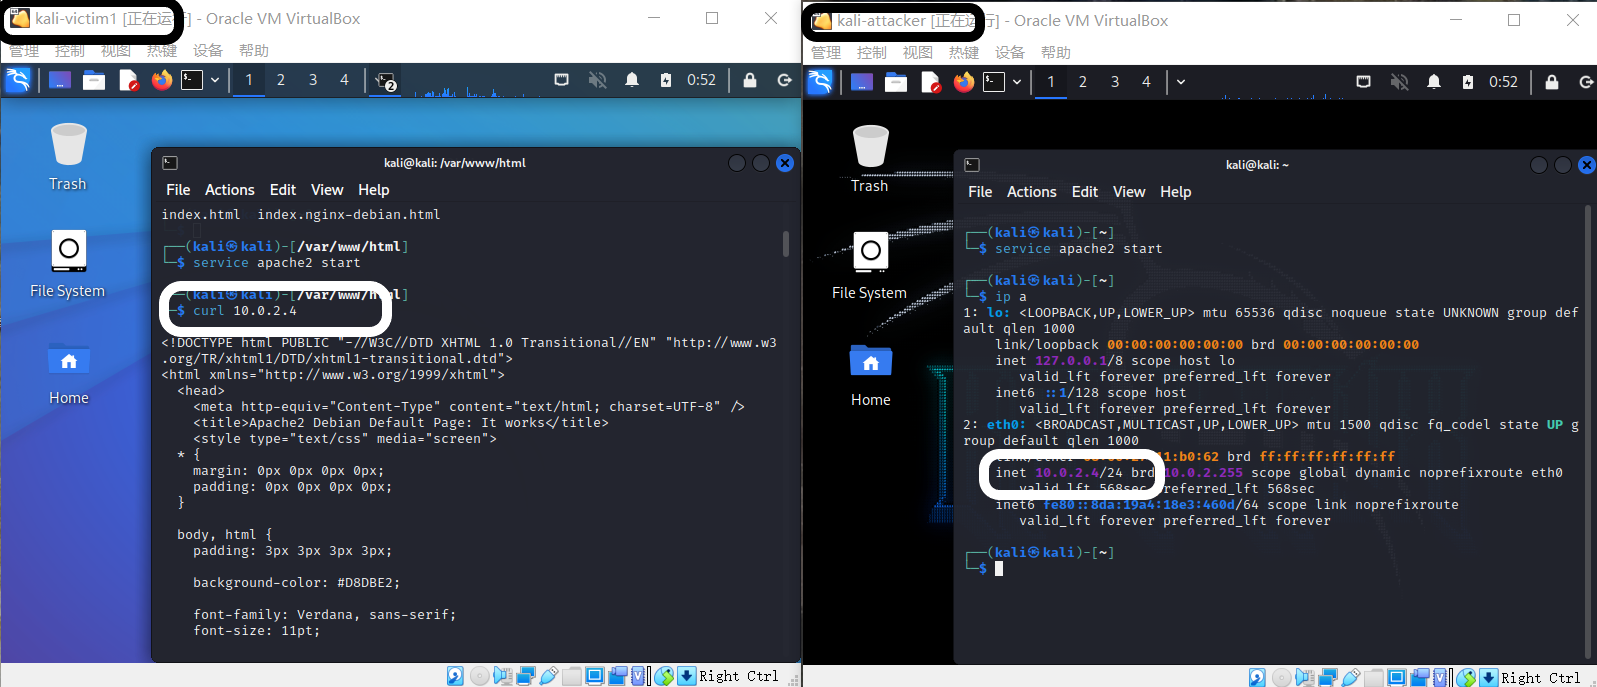 kali-victim1 [正在运行] - Oracle VM VirtualBox
管理 控制 视图 热键 设备 帮助
1 2 3 4 2 0:52
Trash
File System
Home
kali@kali: /var/www/html
File Actions Edit View Help
index.html index.nginx-debian.html
┌──(kali㉿kali)-[/var/www/html]
└─$ service apache2 start
┌──(kali㉿kali)-[/var/www/html]
└─$ curl 10.0.2.4
<!DOCTYPE html PUBLIC "-//W3C//DTD XHTML 1.0 Transitional//EN" "http://www.w3
.org/TR/xhtml1/DTD/xhtml1-transitional.dtd">
<html xmlns="http://www.w3.org/1999/xhtml">
<head>
<meta http-equiv="Content-Type" content="text/html; charset=UTF-8" />
<title>Apache2 Debian Default Page: It works</title>
<style type="text/css" media="screen">
* {
margin: 0px 0px 0px 0px;
padding: 0px 0px 0px 0px;
}
body, html {
padding: 3px 3px 3px 3px;
background-color: #D8DBE2;
font-family: Verdana, sans-serif;
font-size: 11pt;
Right Ctrl
kali-attacker [正在运行] - Oracle VM VirtualBox
管理 控制 视图 热键 设备 帮助
1 2 3 4 0:52
Trash
File System
Home
kali@kali: ~
File Actions Edit View Help
┌──(kali㉿kali)-[~]
└─$ service apache2 start
┌──(kali㉿kali)-[~]
└─$ ip a
1: lo: <LOOPBACK,UP,LOWER_UP> mtu 65536 qdisc noqueue state UNKNOWN group def
ault qlen 1000
link/loopback 00:00:00:00:00:00 brd 00:00:00:00:00:00
inet 127.0.0.1/8 scope host lo
valid_lft forever preferred_lft forever
inet6 ::1/128 scope host
valid_lft forever preferred_lft forever
2: eth0: <BROADCAST,MULTICAST,UP,LOWER_UP> mtu 1500 qdisc fq_codel state UP g
roup default qlen 1000
link/ether 11:b0:62 brd ff:ff:ff:ff:ff:ff
inet 10.0.2.4/24 brd 10.0.2.255 scope global dynamic noprefixroute eth0
valid_lft 568sec preferred_lft 568sec
inet6 fe80::8da:19a4:18e3:460d/64 scope link noprefixroute
valid_lft forever preferred_lft forever
┌──(kali㉿kali)-[~]
└─$
Right Ctrl